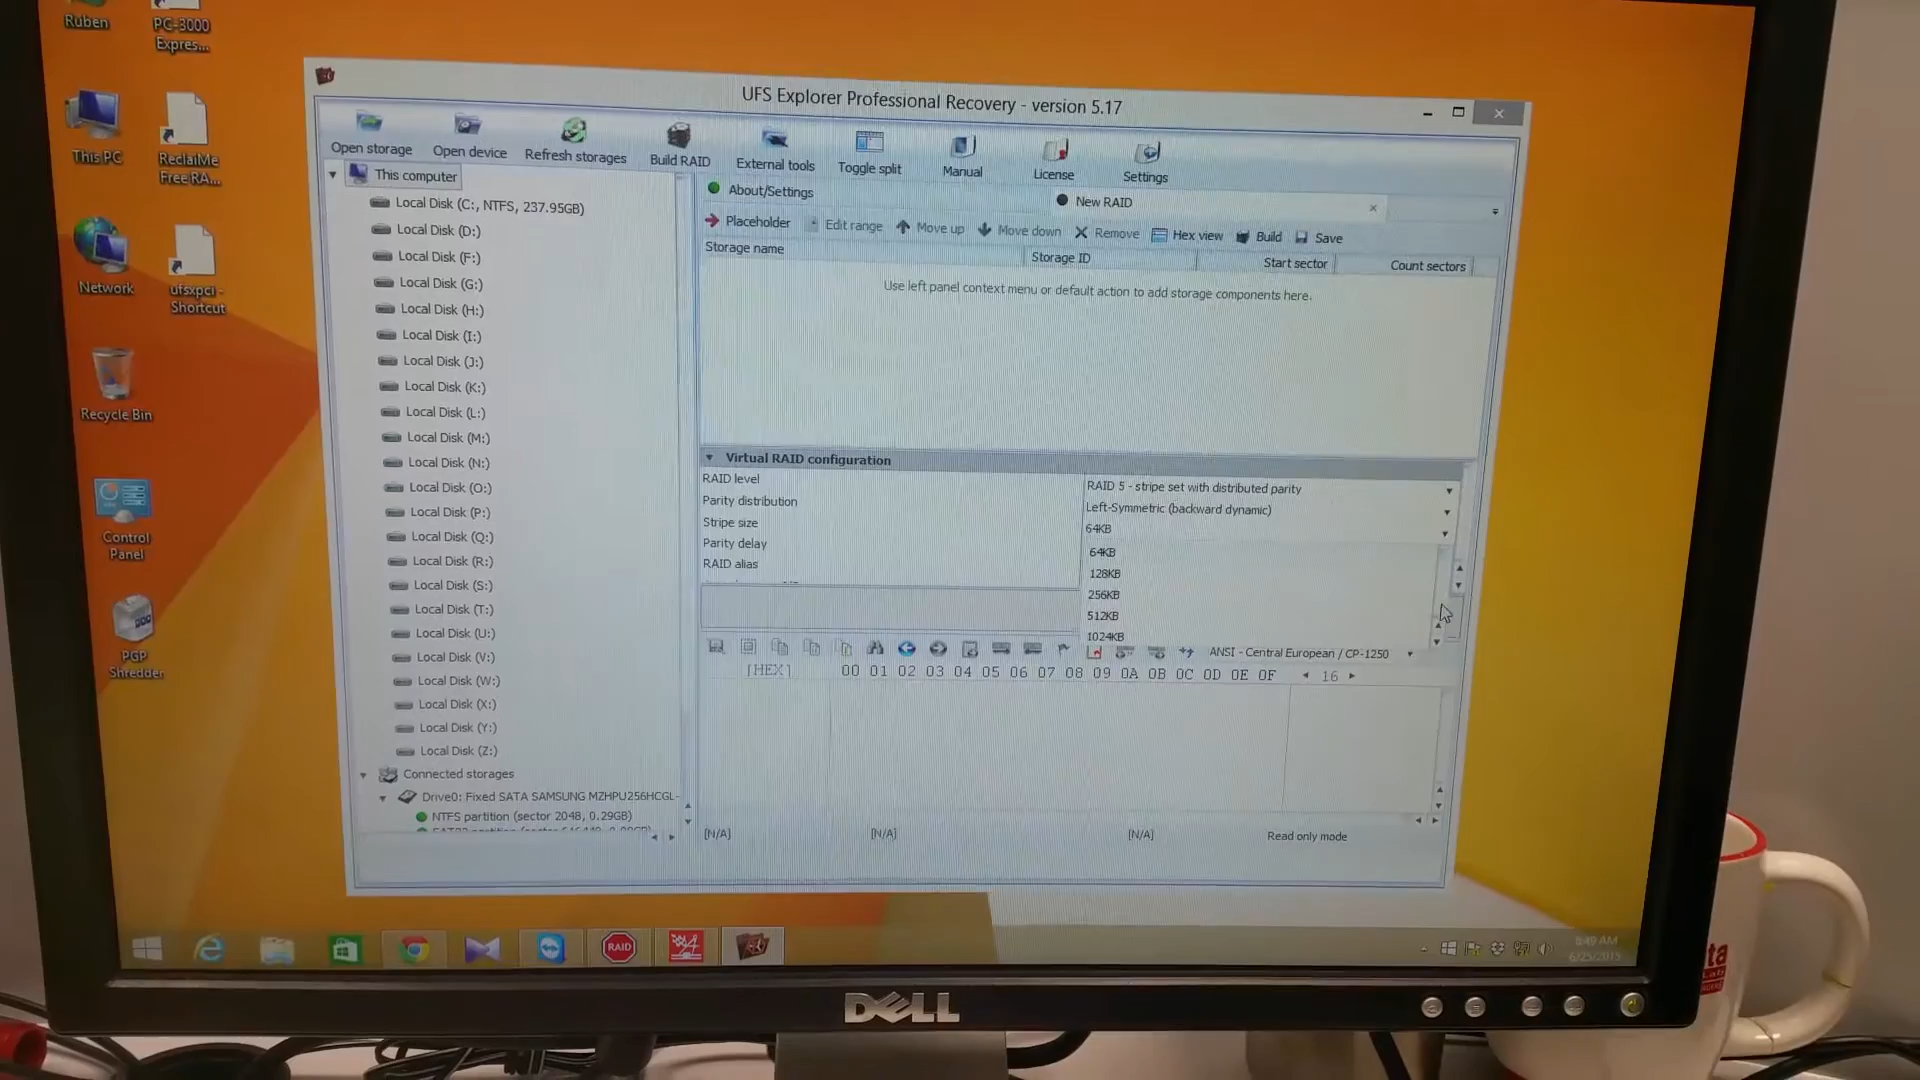 Ruben
PC-3000
Expres...
This PC
ReclaiMe
Free RA...
Network
ufsxpci -
Shortcut
Recycle Bin
Control
Panel
PGP
Shredder
UFS Explorer Professional Recovery - version 5.17
Open storage
Open device
Refresh storages
Build RAID
External tools
Toggle split
Manual
License
Settings
This computer
Local Disk (C:, NTFS, 237.95GB)
Local Disk (D:)
Local Disk (F:)
Local Disk (G:)
Local Disk (H:)
Local Disk (I:)
Local Disk (J:)
Local Disk (K:)
Local Disk (L:)
Local Disk (M:)
Local Disk (N:)
Local Disk (O:)
Local Disk (P:)
Local Disk (Q:)
Local Disk (R:)
Local Disk (S:)
Local Disk (T:)
Local Disk (U:)
Local Disk (V:)
Local Disk (W:)
Local Disk (X:)
Local Disk (Y:)
Local Disk (Z:)
Connected storages
Drive0: Fixed SATA SAMSUNG MZHPU256HCGL-
NTFS partition (sector 2048, 0.29GB)
About/Settings
New RAID
Placeholder Edit range Move up Move down Remove Hex view Build Save
Storage name Storage ID Start sector Count sectors
Use left panel context menu or default action to add storage components here.
Virtual RAID configuration
RAID level RAID 5 - stripe set with distributed parity
Parity distribution Left-Symmetric (backward dynamic)
Stripe size 64KB
Parity delay
RAID alias
64KB
128KB
256KB
512KB
1024KB
ANSI - Central European / CP-1250
[HEX] 00 01 02 03 04 05 06 07 08 09 0A 0B 0C 0D 0E 0F 16
[N/A] [N/A] [N/A] Read only mode
RAID
8:49 AM
6/25/2015
DELL
ta
Lab